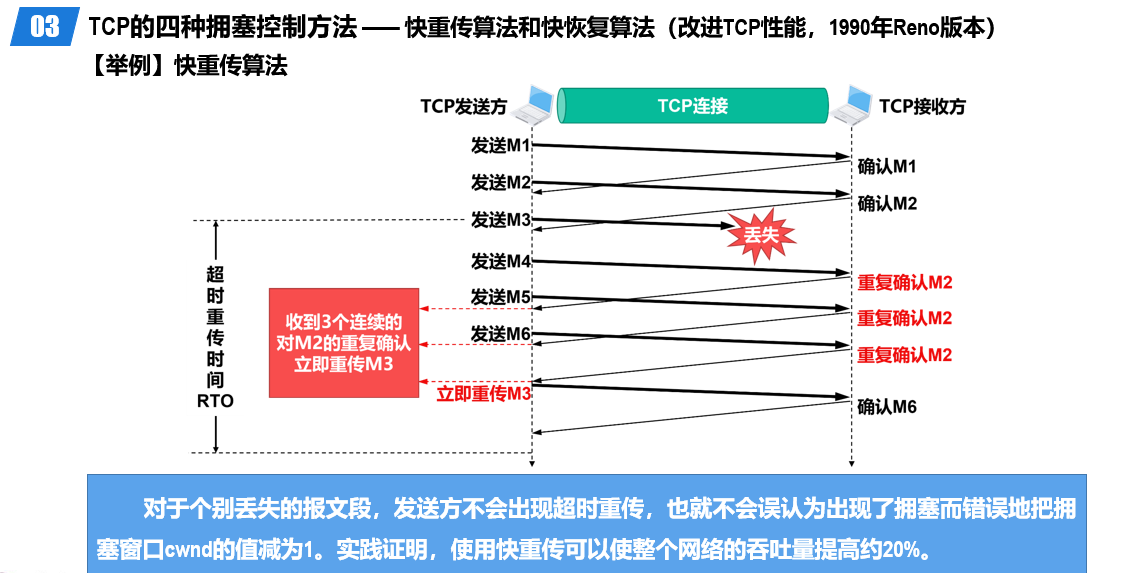 03 TCP的四种拥塞控制方法 —— 快重传算法和快恢复算法（改进TCP性能，1990年Reno版本）
【举例】快重传算法
TCP发送方
TCP连接
TCP接收方
发送M1
确认M1
发送M2
确认M2
发送M3
丢失
发送M4
重复确认M2
发送M5
重复确认M2
发送M6
重复确认M2
超
时
重
传
时
间
RTO
收到3个连续的
对M2的重复确认
立即重传M3
立即重传M3
确认M6
对于个别丢失的报文段，发送方不会出现超时重传，也就不会误认为出现了拥塞而错误地把拥
塞窗口cwnd的值减为1。实践证明，使用快重传可以使整个网络的吞吐量提高约20%。